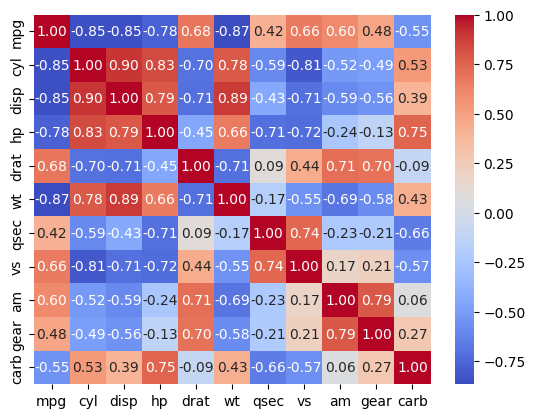 mpg 1.00 -0.85 -0.85 -0.78 0.68 -0.87 0.42 0.66 0.60 0.48 -0.55
cyl -0.85 1.00 0.90 0.83 -0.70 0.78 -0.59 -0.81 -0.52 -0.49 0.53
disp -0.85 0.90 1.00 0.79 -0.71 0.89 -0.43 -0.71 -0.59 -0.56 0.39
hp -0.78 0.83 0.79 1.00 -0.45 0.66 -0.71 -0.72 -0.24 -0.13 0.75
drat 0.68 -0.70 -0.71 -0.45 1.00 -0.71 0.09 0.44 0.71 0.70 -0.09
wt -0.87 0.78 0.89 0.66 -0.71 1.00 -0.17 -0.55 -0.69 -0.58 0.43
qsec 0.42 -0.59 -0.43 -0.71 0.09 -0.17 1.00 0.74 -0.23 -0.21 -0.66
vs 0.66 -0.81 -0.71 -0.72 0.44 -0.55 0.74 1.00 0.17 0.21 -0.57
am 0.60 -0.52 -0.59 -0.24 0.71 -0.69 -0.23 0.17 1.00 0.79 0.06
gear 0.48 -0.49 -0.56 -0.13 0.70 -0.58 -0.21 0.21 0.79 1.00 0.27
carb -0.55 0.53 0.39 0.75 -0.09 0.43 -0.66 -0.57 0.06 0.27 1.00
mpg cyl disp hp drat wt qsec vs am gear carb
1.00
0.75
0.50
0.25
0.00
−0.25
−0.50
−0.75